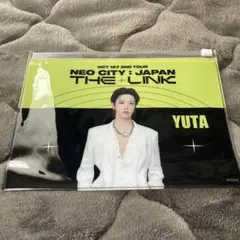 NCT 127 2ND TOUR
NEO CITY : JAPAN
THE LINK
YUTA